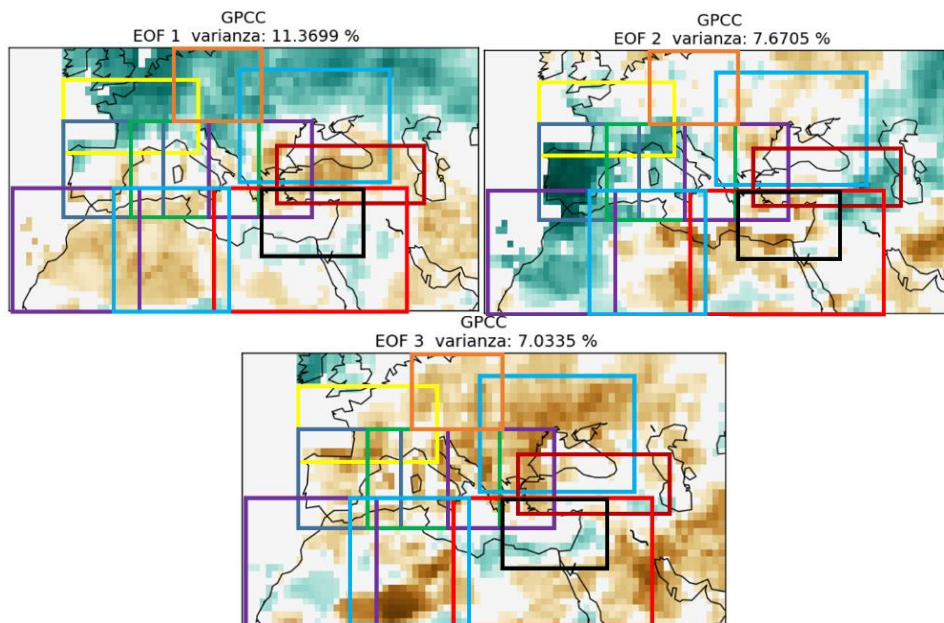 GPCC
EOF 1 varianza: 11.3699 %
GPCC
EOF 2 varianza: 7.6705 %
GPCC
EOF 3 varianza: 7.0335 %